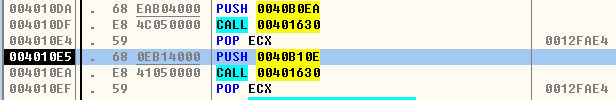 004010DA . 68 EAB04000 PUSH 0040B0EA
004010DF . E8 4C050000 CALL 00401630
004010E4 . 59 POP ECX 0012FAE4
004010E5 . 68 0EB14000 PUSH 0040B10E
004010EA . E8 41050000 CALL 00401630
004010EF . 59 POP ECX 0012FAE4